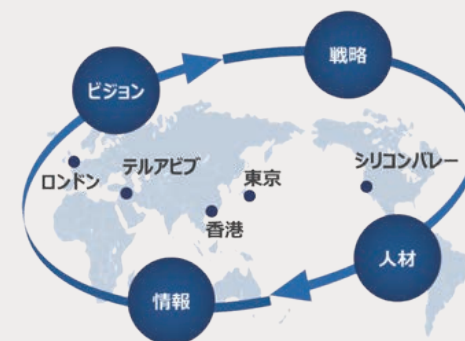 戦略
ビジョン
ロンドン
テルアビブ
東京
シリコンバレー
香港
人材
情報